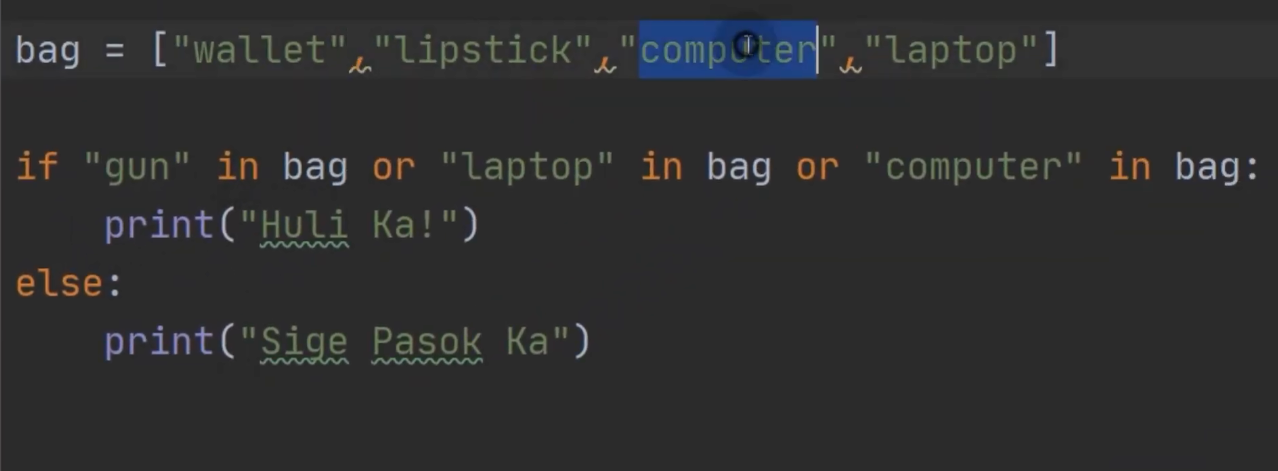 bag = ["wallet","lipstick","computer","laptop"]
if "gun" in bag or "laptop" in bag or "computer" in bag:
    print("Huli Ka!")
else:
    print("Sige Pasok Ka")